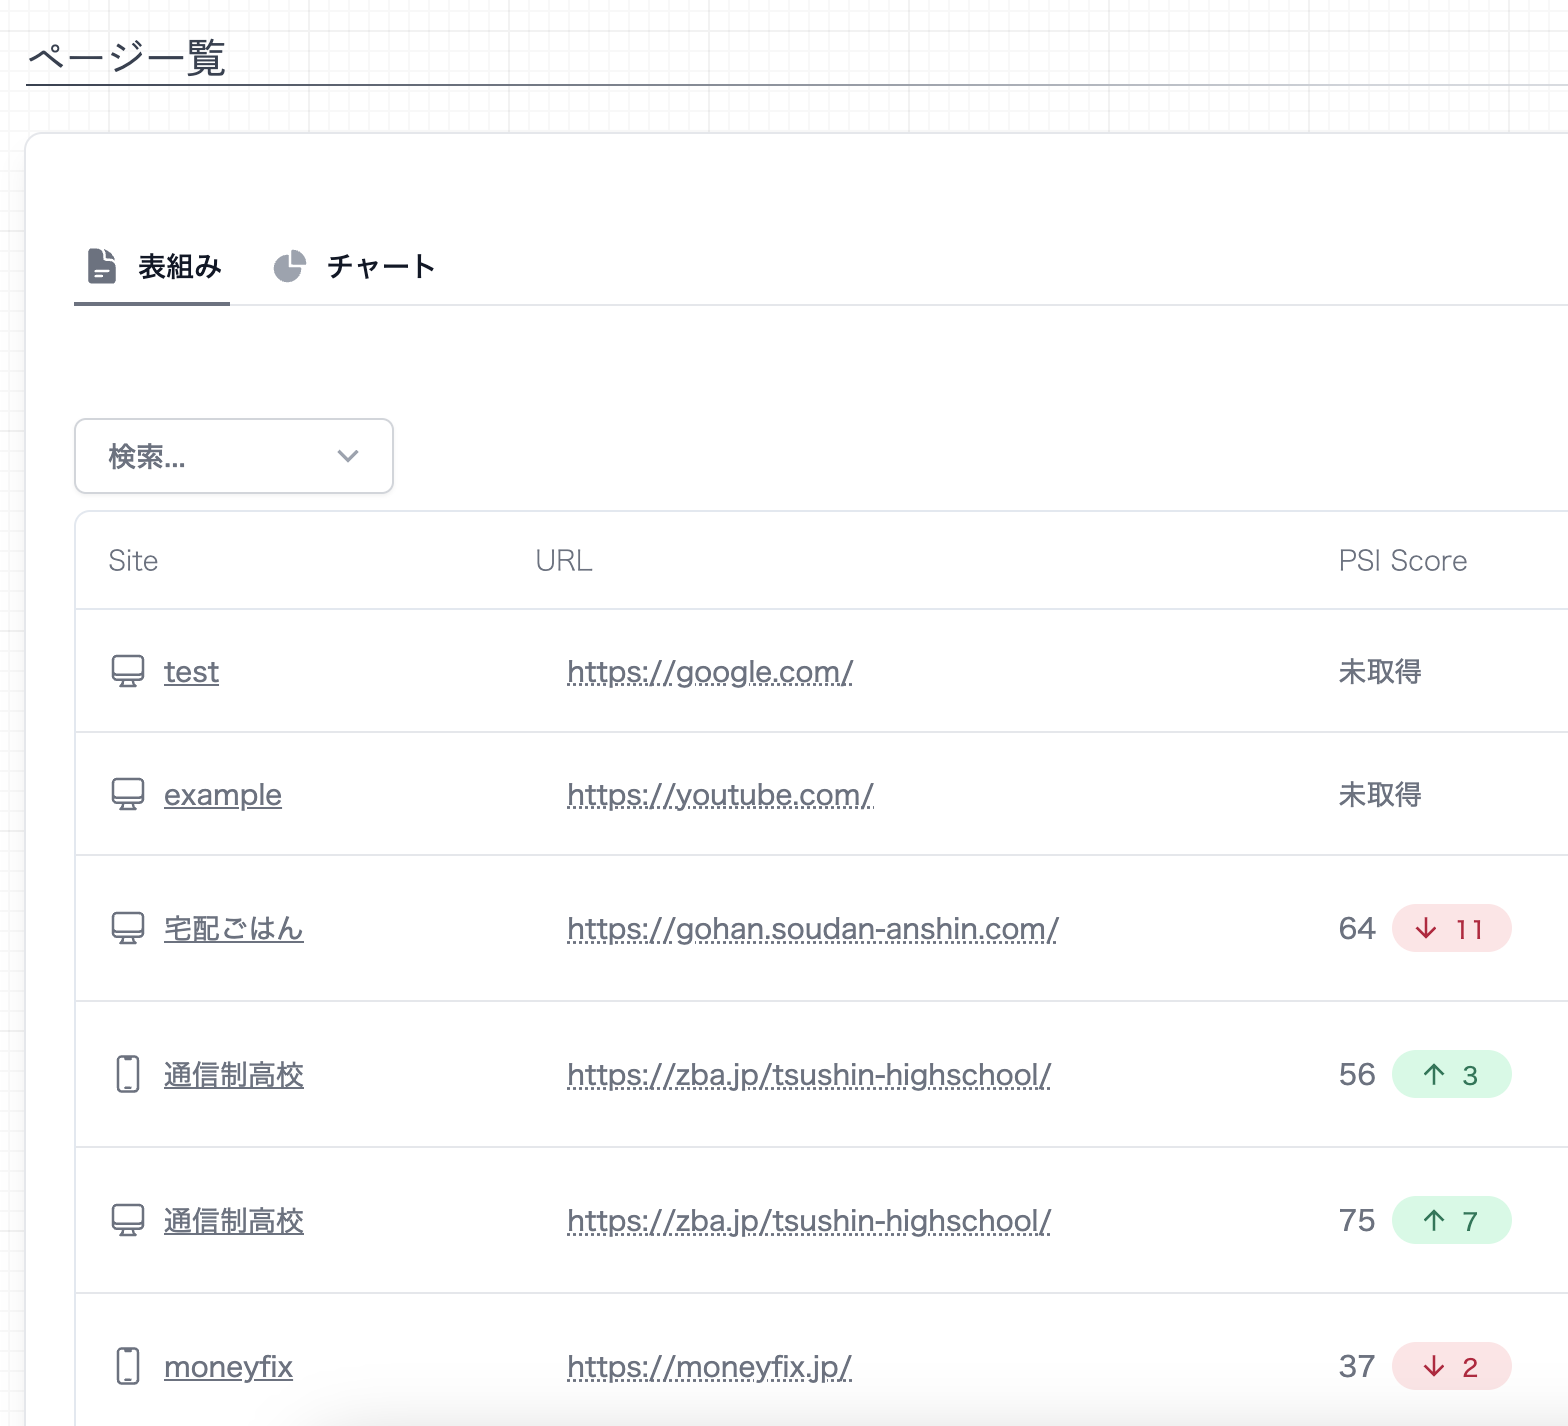 ページ一覧
表組み チャート
検索...
Site URL PSI Score
test https://google.com/ 未取得
example https://youtube.com/ 未取得
宅配ごはん https://gohan.soudan-anshin.com/ 64 ↓ 11
通信制高校 https://zba.jp/tsushin-highschool/ 56 ↑ 3
通信制高校 https://zba.jp/tsushin-highschool/ 75 ↑ 7
moneyfix https://moneyfix.jp/ 37 ↓ 2